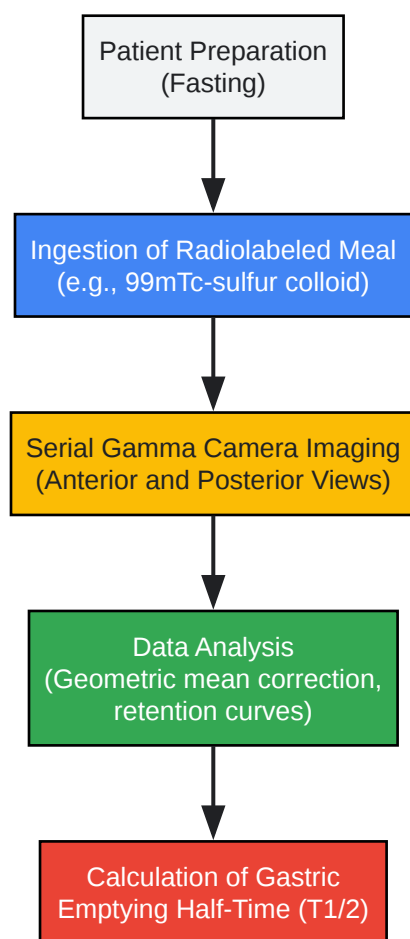 Patient Preparation
(Fasting)
Ingestion of Radiolabeled Meal
(e.g., 99mTc-sulfur colloid)
Serial Gamma Camera Imaging
(Anterior and Posterior Views)
Data Analysis
(Geometric mean correction,
retention curves)
Calculation of Gastric
Emptying Half-Time (T1/2)